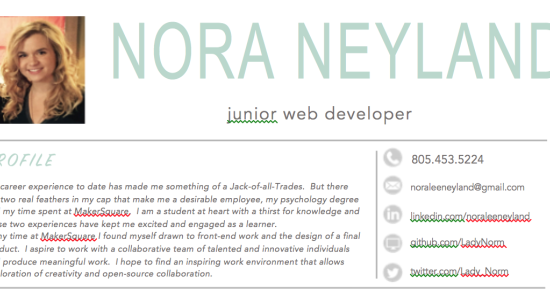 NORA NEYLAND
junior web developer
ROFILE
career experience to date has made me something of a Jack-of-all-Trades. But there
two real feathers in my cap that make me a desirable employee, my psychology degree
my time spent at MakerSquare. I am a student at heart with a thirst for knowledge and
se two experiences have kept me excited and engaged as a learner.
my time at MakerSquare I found myself drawn to front-end work and the design of a final
duct. I aspire to work with a collaborative team of talented and innovative individuals
produce meaningful work. I hope to find an inspiring work environment that allows
loration of creativity and open-source collaboration.
805.453.5224
noraleeneyland@gmail.com
linkedin.com/noraleeneyland
github.com/LadyNorm
twitter.com/Lady_Norm